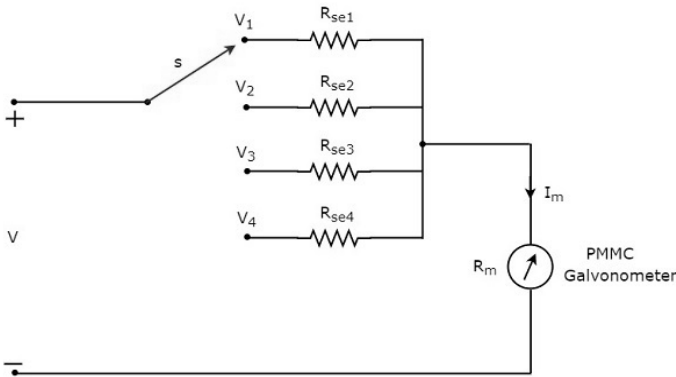 V1
Rse1
s
V2
Rse2
+
V3
Rse3
Im
V4
Rse4
V
PMMC
Rm
Galvonometer
−